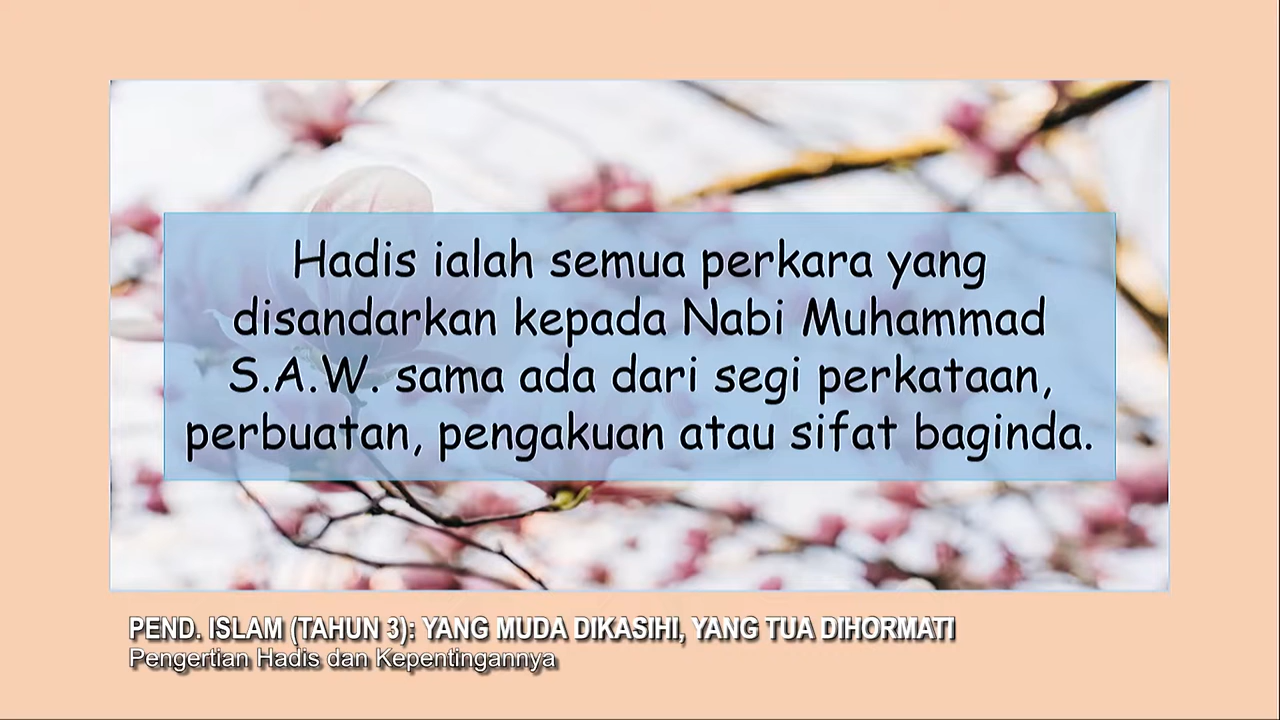 Hadis ialah semua perkara yang
disandarkan kepada Nabi Muhammad
S.A.W. sama ada dari segi perkataan,
perbuatan, pengakuan atau sifat baginda.
PEND. ISLAM (TAHUN 3): YANG MUDA DIKASIHI, YANG TUA DIHORMATI
Pengertian Hadis dan Kepentingannya